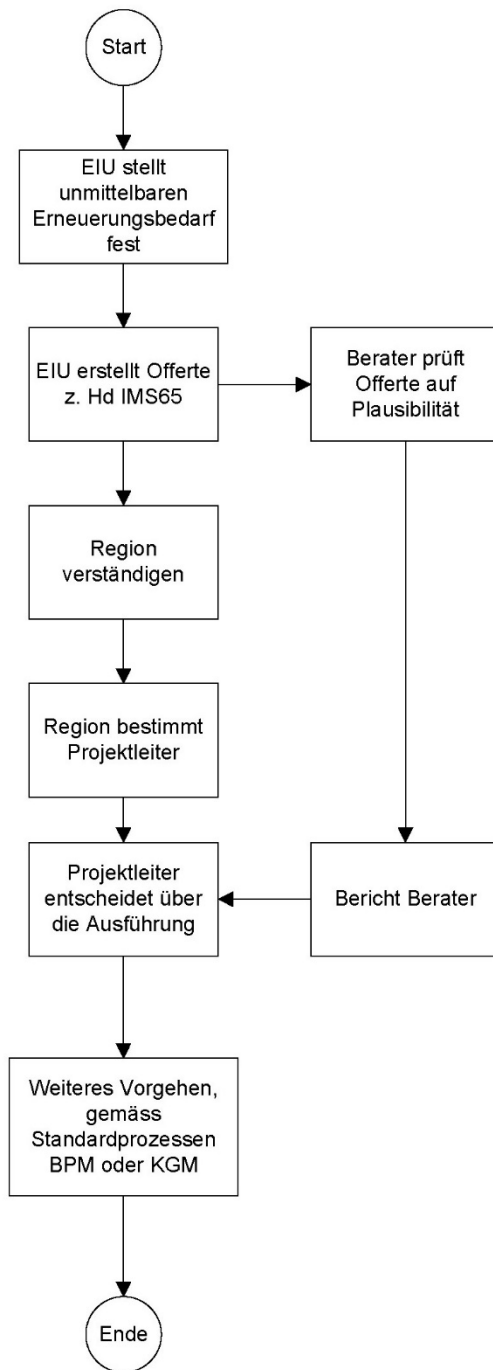 Start
EIU stellt
unmittelbaren
Erneuerungsbedarf
fest
EIU erstellt Offerte
z. Hd IMS65
Berater prüft
Offerte auf
Plausibilität
Region
verständigen
Region bestimmt
Projektleiter
Projektleiter
entscheidet über
die Ausführung
Bericht Berater
Weiteres Vorgehen,
gemäss
Standardprozessen
BPM oder KGM
Ende